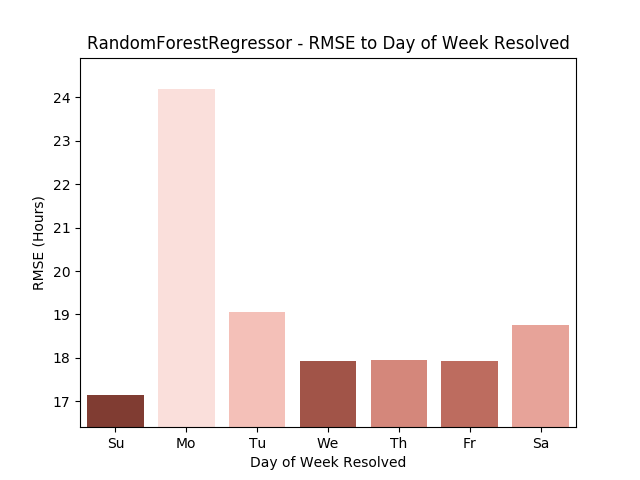 RandomForestRegressor - RMSE to Day of Week Resolved
24
23
22
21
20
19
18
17
RMSE (Hours)
Su Mo Tu We Th Fr Sa
Day of Week Resolved